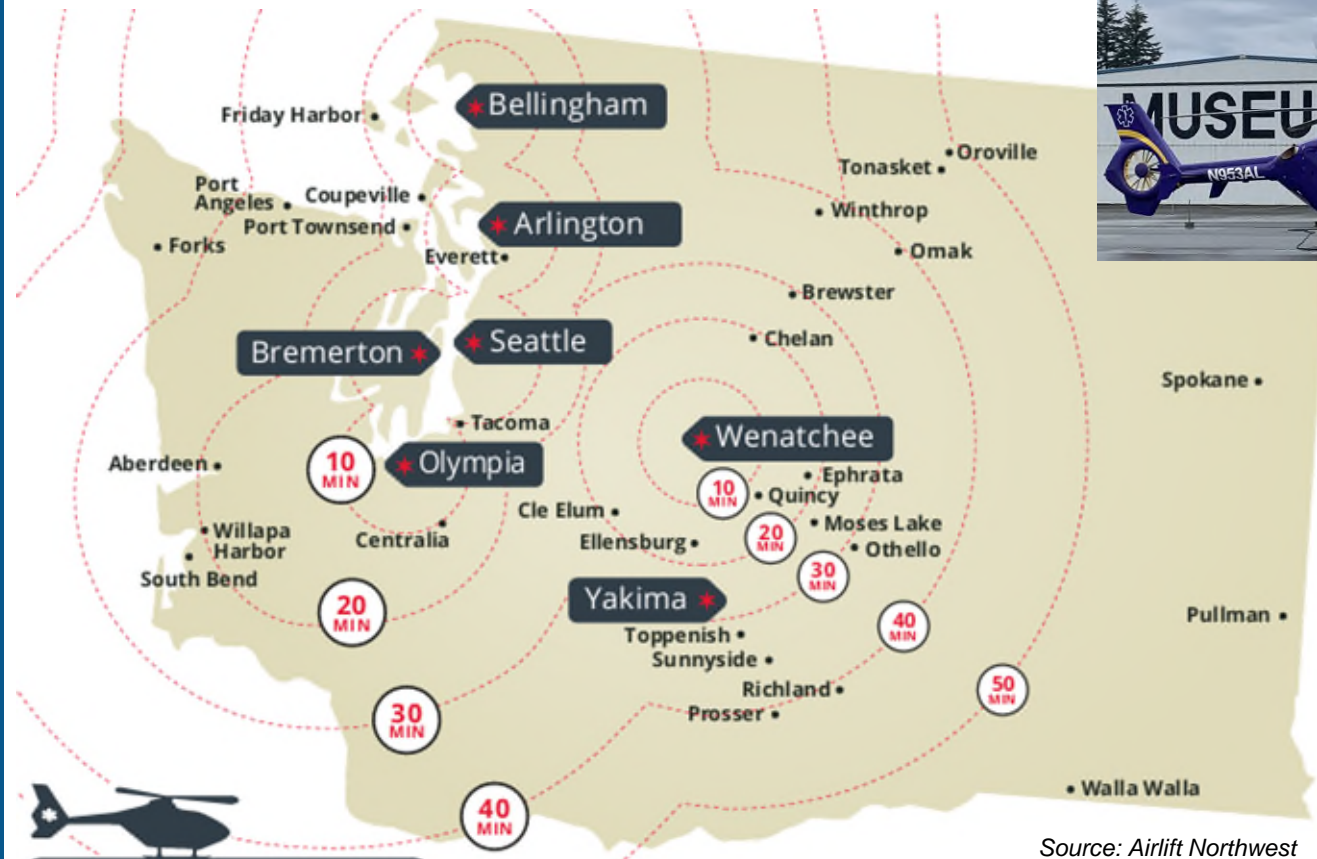 Bellingham
Friday Harbor
MUSEU
N953AL
Oroville
Tonasket
Port
Angeles
Coupeville
Winthrop
Port Townsend
Arlington
Forks
Everett
Omak
Brewster
Bremerton
Seattle
Chelan
Spokane
Tacoma
Wenatchee
Aberdeen
10
MIN
Olympia
Ephrata
10
MIN
Quincy
Cle Elum
Moses Lake
Willapa
Harbor
Centralia
Ellensburg
20
MIN
Othello
South Bend
30
MIN
Yakima
20
MIN
Pullman
Toppenish
40
MIN
Sunnyside
Richland
50
MIN
Prosser
30
MIN
Walla Walla
40
MIN
Source: Airlift Northwest